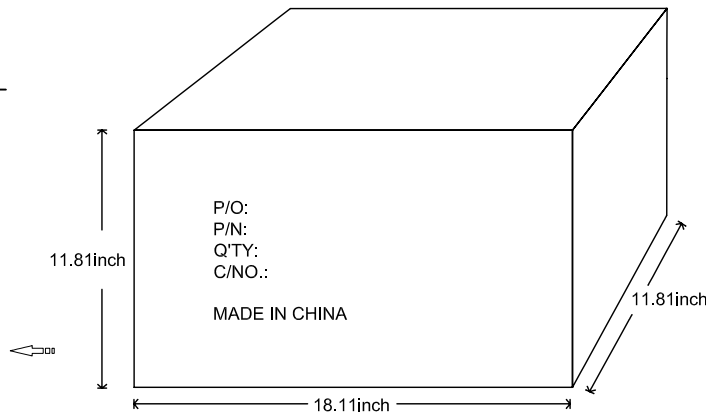 P/O:
P/N:
Q'TY:
C/NO.:
MADE IN CHINA
11.81inch
11.81inch
18.11inch